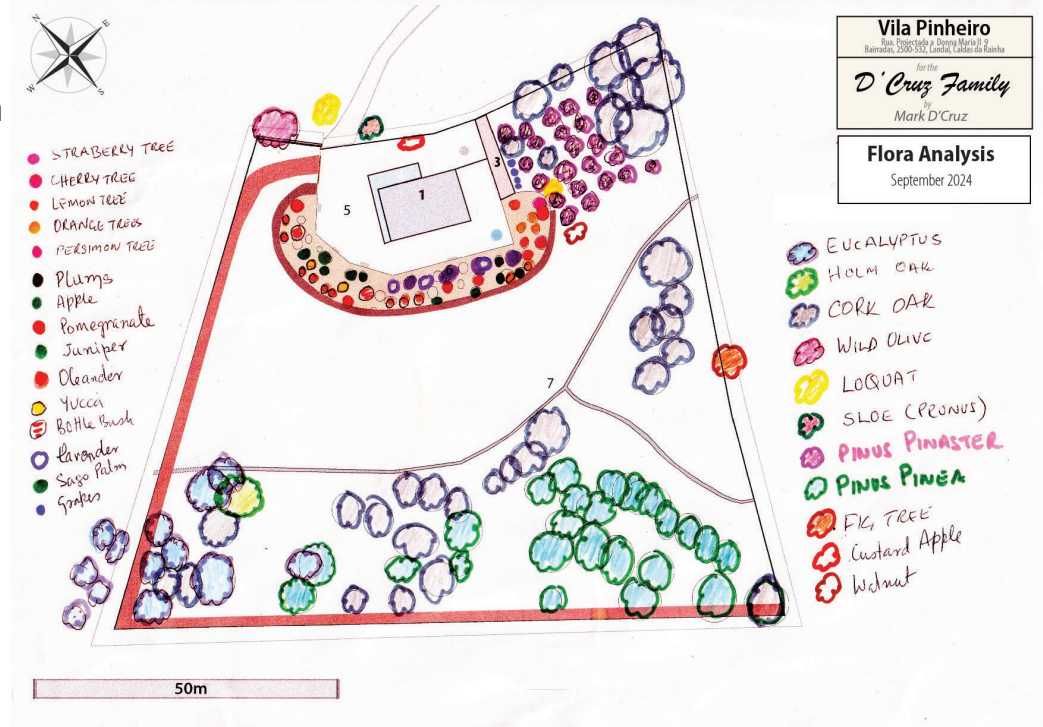 N
E
W
S
Vila Pinheiro
Rua. Projectada a Donna Maria II 9
Bairradas, 2500-532, Landal, Caldas da Rainha
for the
D'Cruz Family
by
Mark D'Cruz
Flora Analysis
September 2024
STRABERRY TREE
CHERRY TREE
LEMON TREE
ORANGE TREES
PERSIMON TREE
Plums
Apple
Pomegranate
Juniper
Oleander
Yucca
Bottle Bush
Lavender
Sago Palm
Grapes
1
3
5
6
7
EUCALYPTUS
HOLM OAK
CORK OAK
WILD OLIVE
LOQUAT
SLOE (PRUNUS)
PINUS PINASTER
PINUS PINEA
FIG TREE
Custard Apple
Walnut
50m